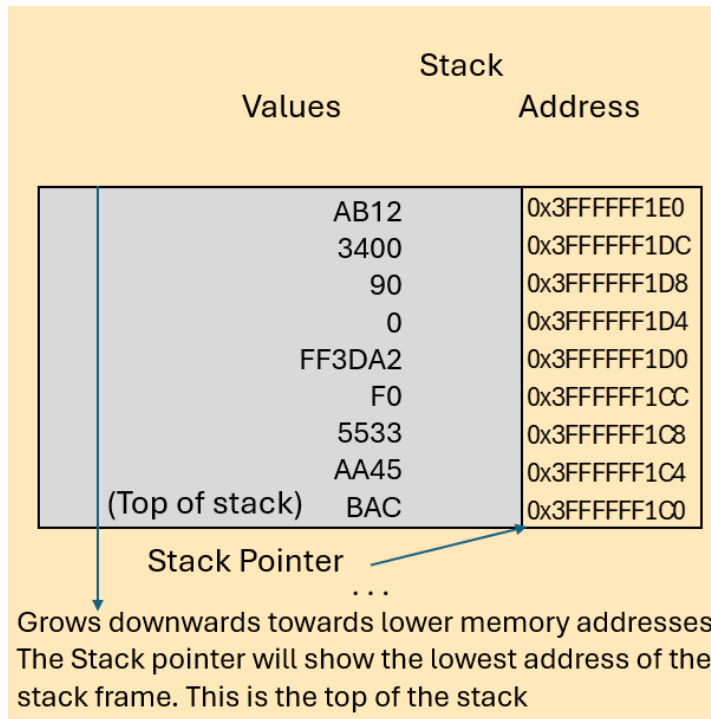 Stack
Values Address
AB12 0x3FFFFFF1E0
3400 0x3FFFFFF1DC
90 0x3FFFFFF1D8
0 0x3FFFFFF1D4
FF3DA2 0x3FFFFFF1D0
F0 0x3FFFFFF1CC
5533 0x3FFFFFF1C8
AA45 0x3FFFFFF1C4
(Top of stack) BAC 0x3FFFFFF1C0
Stack Pointer
...
Grows downwards towards lower memory addresses
The Stack pointer will show the lowest address of the
stack frame. This is the top of the stack